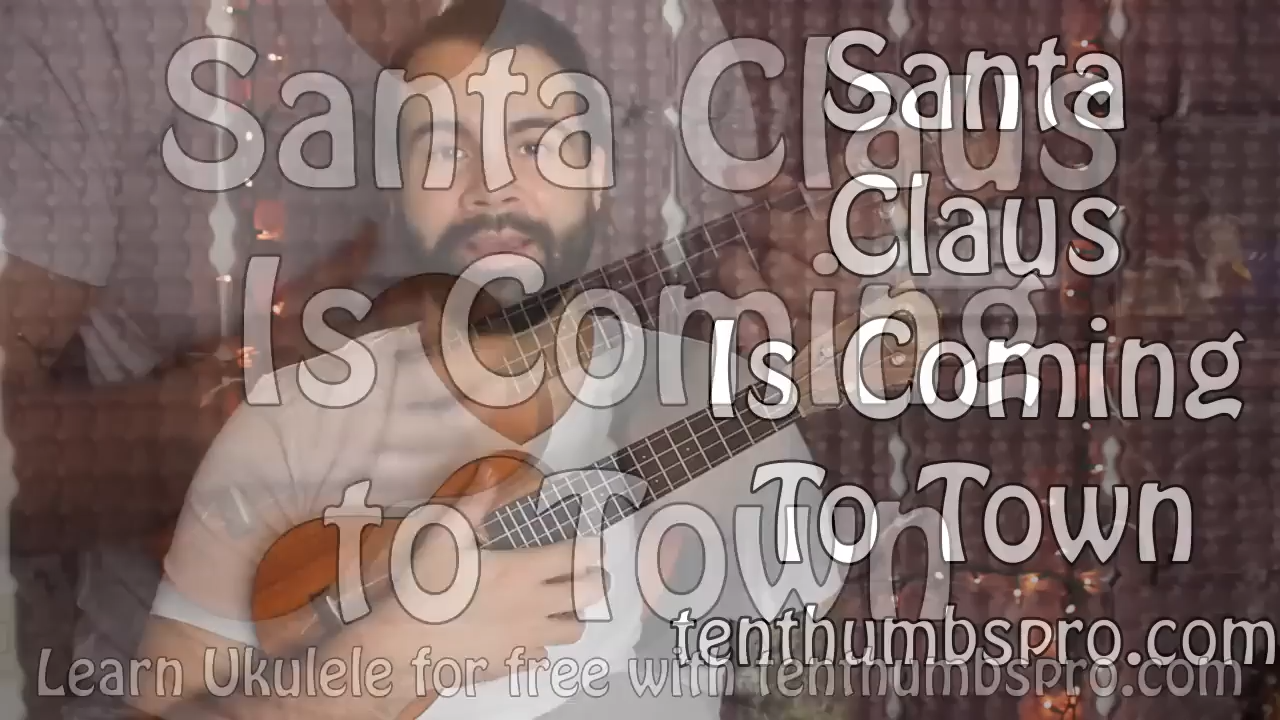 Santa Claus
Is Coming
to Town
Learn Ukulele for free with tenthumbspro.com
Santa
Claus
Is Coming
To Town
tenthumbspro.com